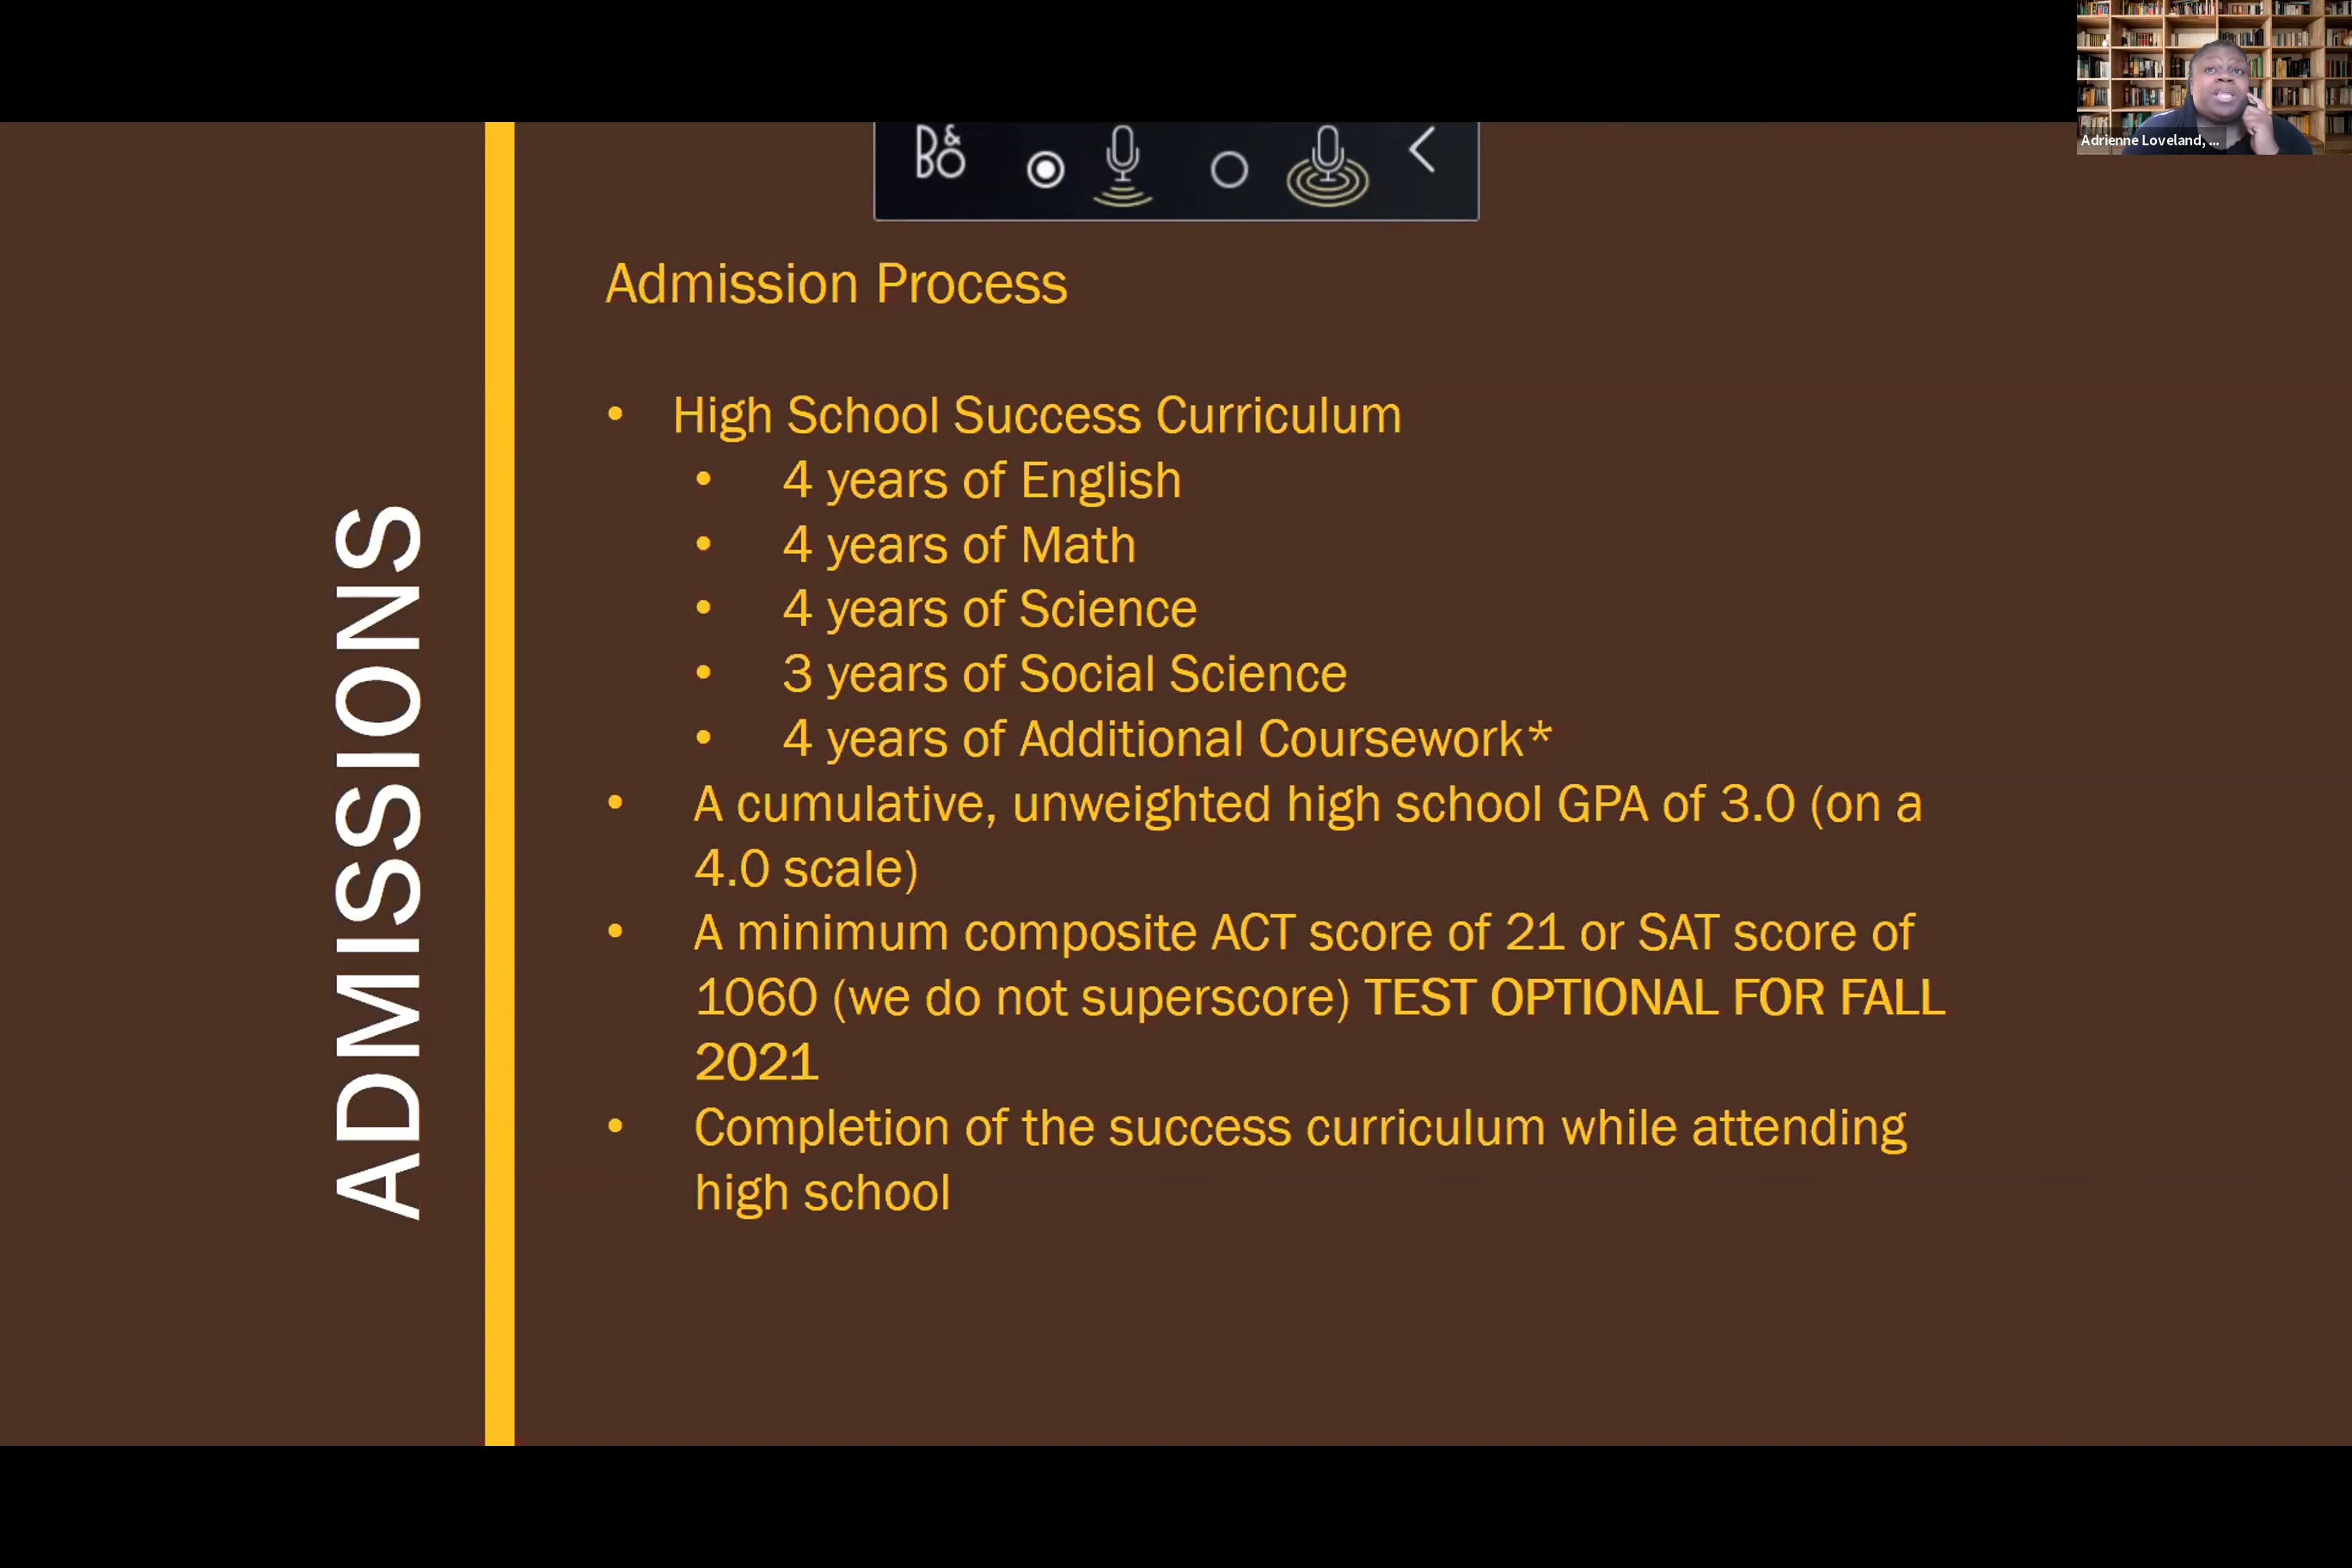 B&O
Adrienne Loveland, ...
ADMISSIONS
Admission Process
• High School Success Curriculum
• 4 years of English
• 4 years of Math
• 4 years of Science
• 3 years of Social Science
• 4 years of Additional Coursework*
• A cumulative, unweighted high school GPA of 3.0 (on a
4.0 scale)
• A minimum composite ACT score of 21 or SAT score of
1060 (we do not superscore) TEST OPTIONAL FOR FALL
2021
• Completion of the success curriculum while attending
high school